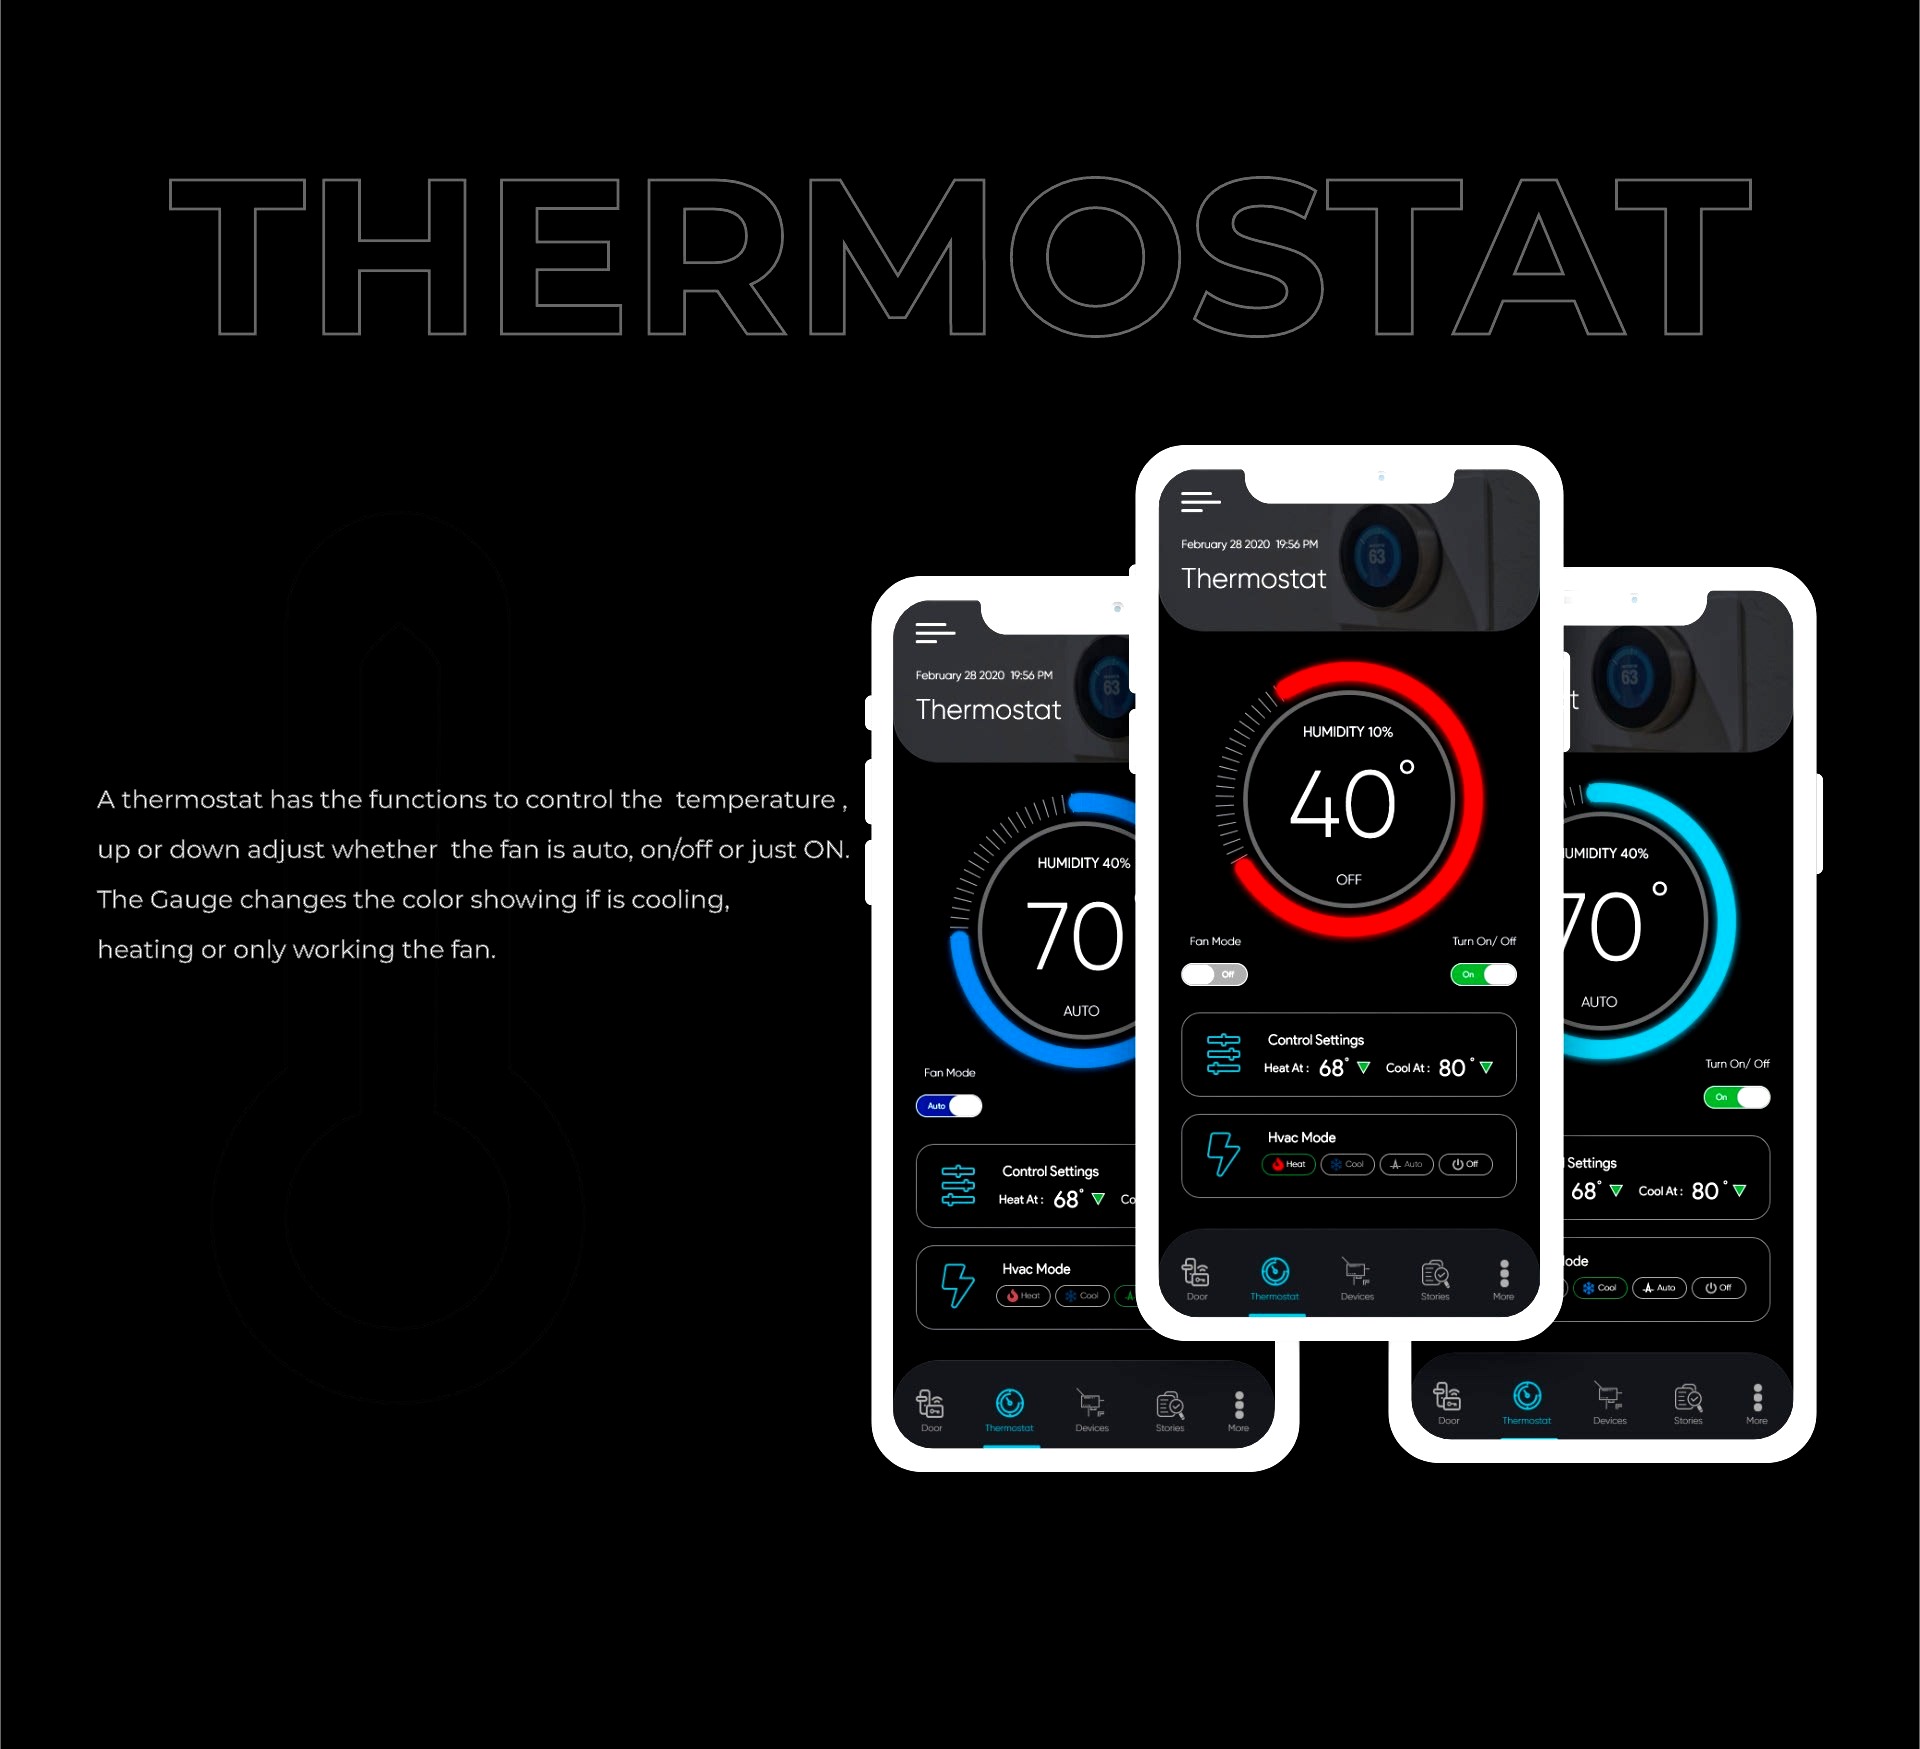 THERMOSTAT
A thermostat has the functions to control the temperature ,
up or down adjust whether the fan is auto, on/off or just ON.
The Gauge changes the color showing if is cooling,
heating or only working the fan.
February 28 2020 19:56 PM
Thermostat
63
HUMIDITY 40%
70
AUTO
Fan Mode
Auto
Control Settings
Heat At : 68°
Hvac Mode
Heat Cool
Door Thermostat Devices Stories More
February 28 2020 19:56 PM
Thermostat
63
HUMIDITY 10%
40°
OFF
Fan Mode Turn On/ Off
Off On
Control Settings
Heat At : 68° Cool At : 80°
Hvac Mode
Heat Cool Auto Off
Door Thermostat Devices Stories More
63
t
UMIDITY 40%
70°
AUTO
Turn On/ Off
On
Settings
68° Cool At : 80°
ode
Cool Auto Off
Door Thermostat Devices Stories More